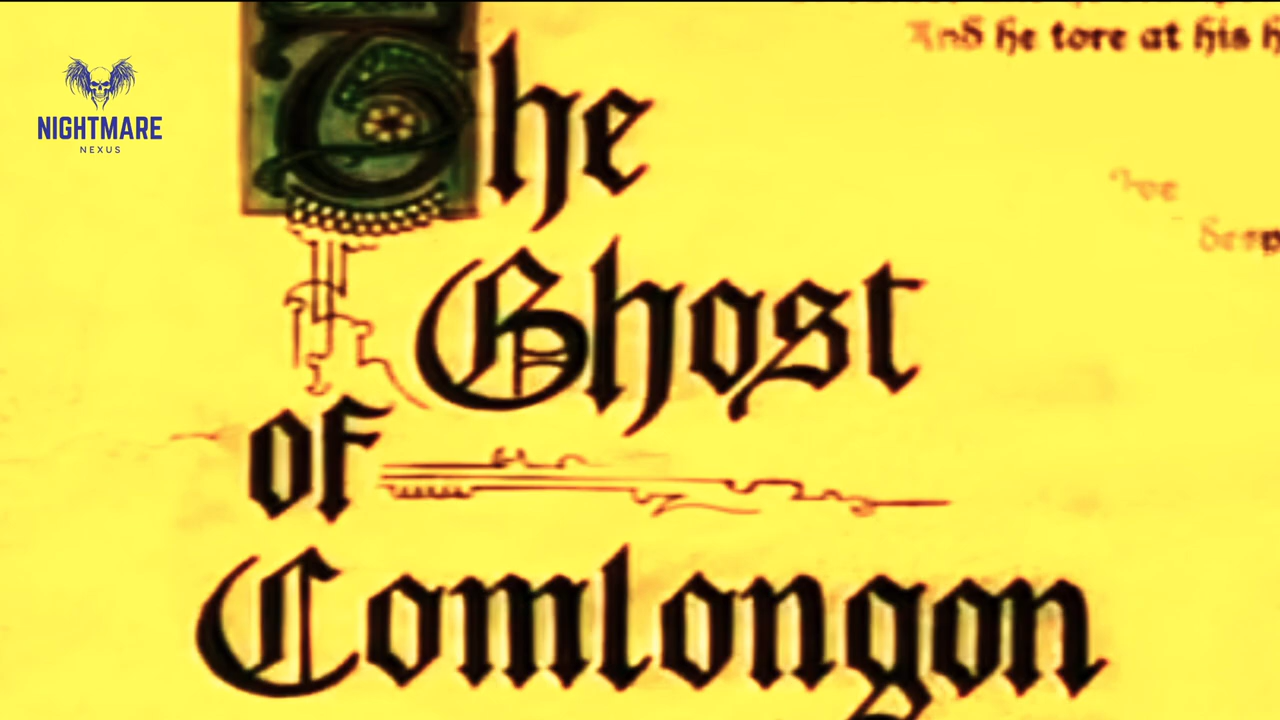 NIGHTMARE
NEXUS
And he tore at his h
The
Ghost
of
Comlongon